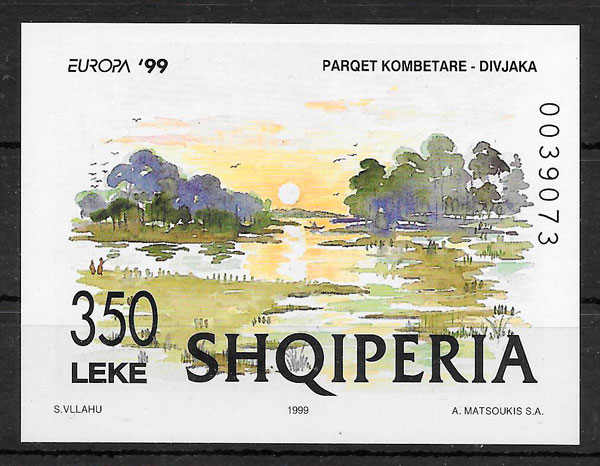 EUROPA '99
PARQET KOMBETARE - DIVJAKA
0039073
350
LEKE
SHQIPERIA
S.VLLAHU
1999
A. MATSOUKIS S.A.